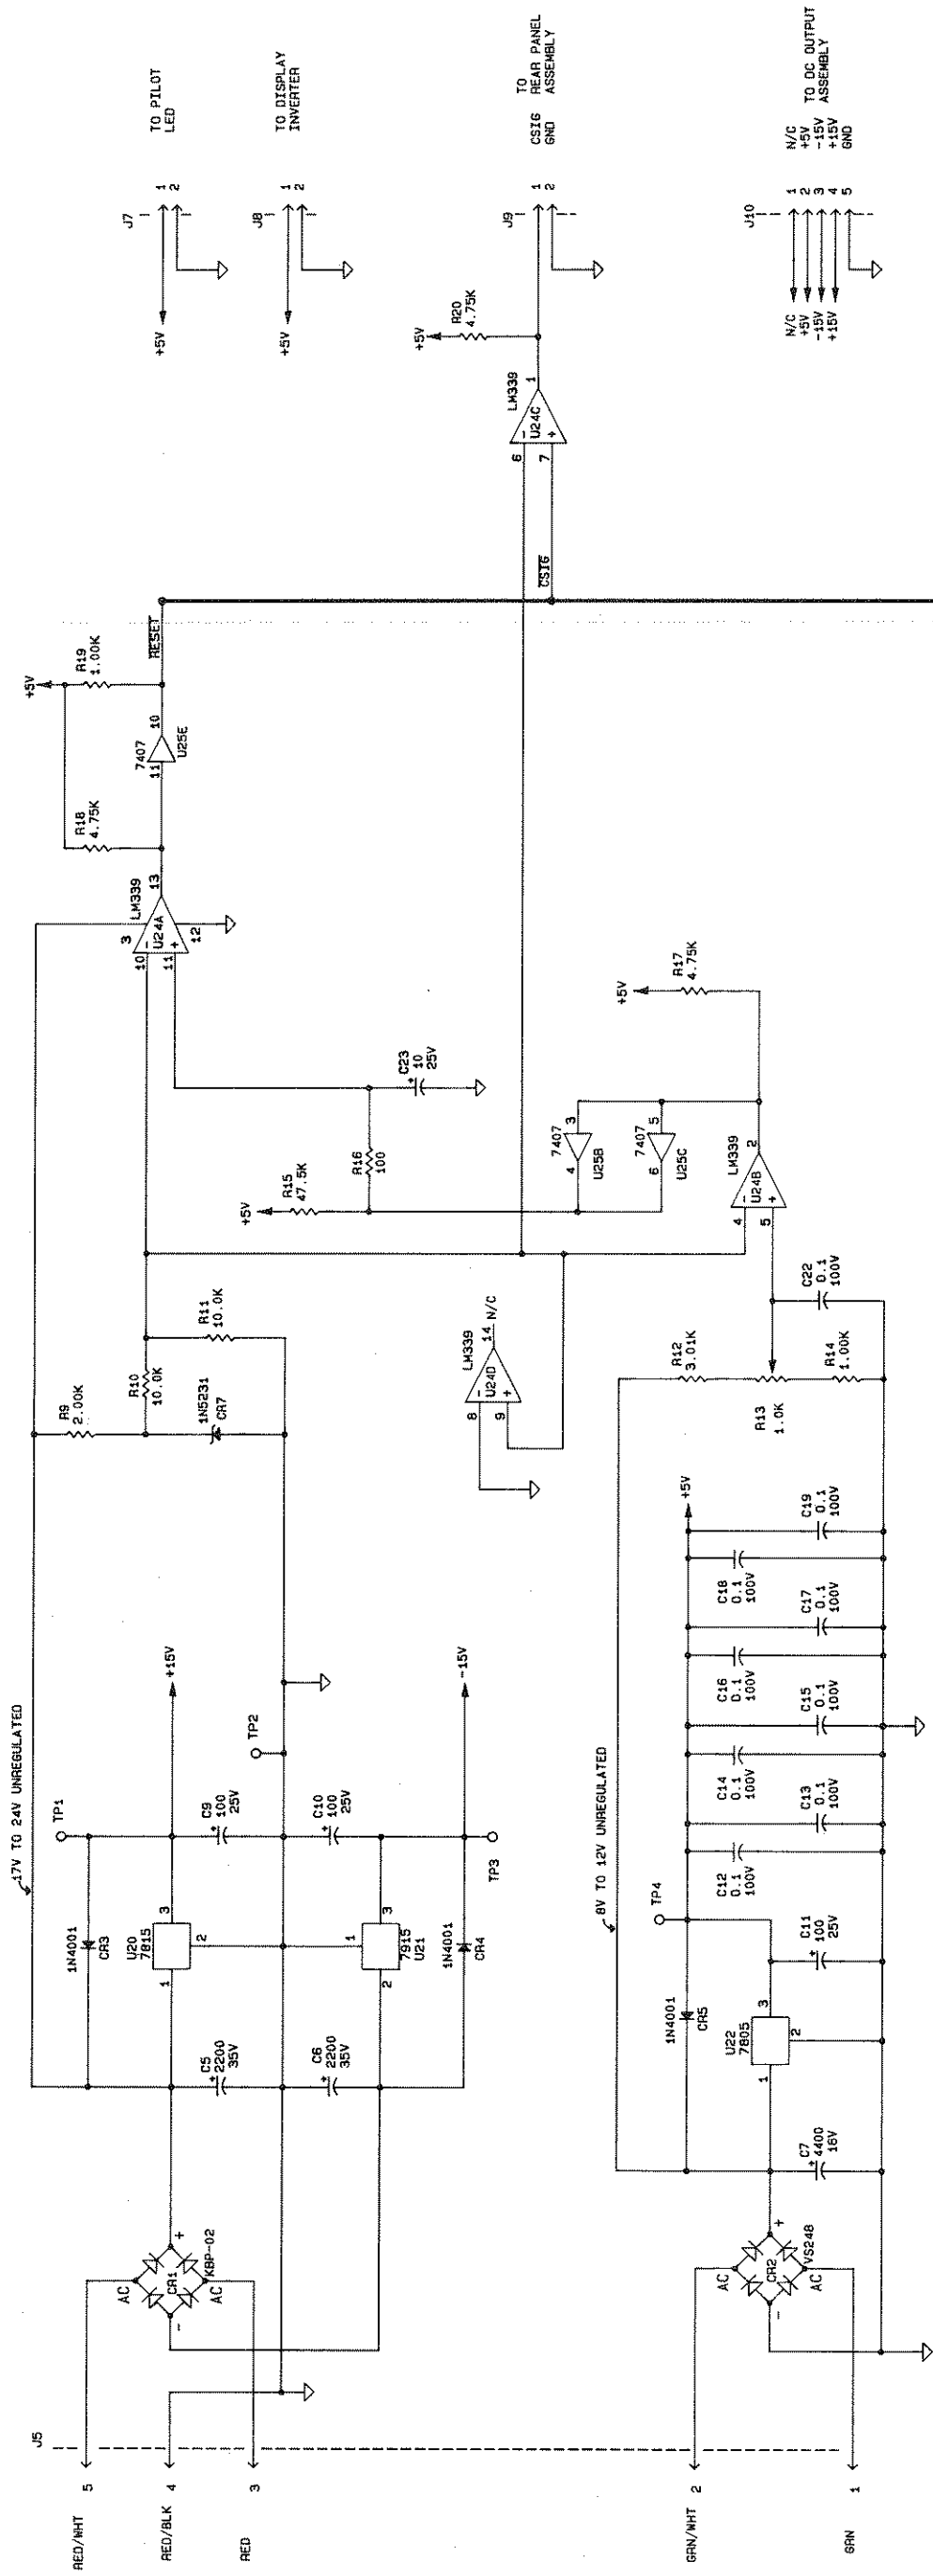 J5
RED/WHT 5
RED/BLK 4
RED 3
GRN/WHT 2
GRN 1
AC
CR1
AC
+
-
KBP-02
17V TO 24V UNREGULATED
TP1
1N4001
CR3
U20
7815
1
2
3
+15V
C5
2200
35V
C6
2200
35V
C9
100
25V
C10
100
25V
TP2
1
2
3
7915
U21
1N4001
CR4
TP3
-15V
AC
CR2
AC
+
-
VS248
8V TO 12V UNREGULATED
TP4
1N4001
CR5
U22
7805
1
2
3
C7
4400
16V
C11
100
25V
C12
0.1
100V
C13
0.1
100V
C14
0.1
100V
C15
0.1
100V
C16
0.1
100V
C17
0.1
100V
C18
0.1
100V
C19
0.1
100V
+5V
R9
2.00K
R10
10.0K
R11
10.0K
1N5231
CR7
LM339
U24D
8
9
14 N/C
-
+
R12
3.01K
R13
1.0K
R14
1.00K
C22
0.1
100V
+5V
R15
47.5K
R16
100
C23
10
25V
7407
4
3
U25B
7407
6
5
U25C
LM339
U24B
4
5
2
-
+
+5V
R17
4.75K
LM339
U24A
3
10
11
12
13
-
+
R18
4.75K
7407
11
10
U25E
+5V
R19
1.00K
RESET
CSIG
LM339
U24C
6
7
1
-
+
+5V
R20
4.75K
J7
+5V
1
2
TO PILOT
LED
J8
+5V
1
2
TO DISPLAY
INVERTER
J9
1 CSIG
2 GND
TO
REAR PANEL
ASSEMBLY
J10
N/C 1 N/C
+5V 2 +5V
-15V 3 -15V
+15V 4 +15V
5 GND
TO DC OUTPUT
ASSEMBLY